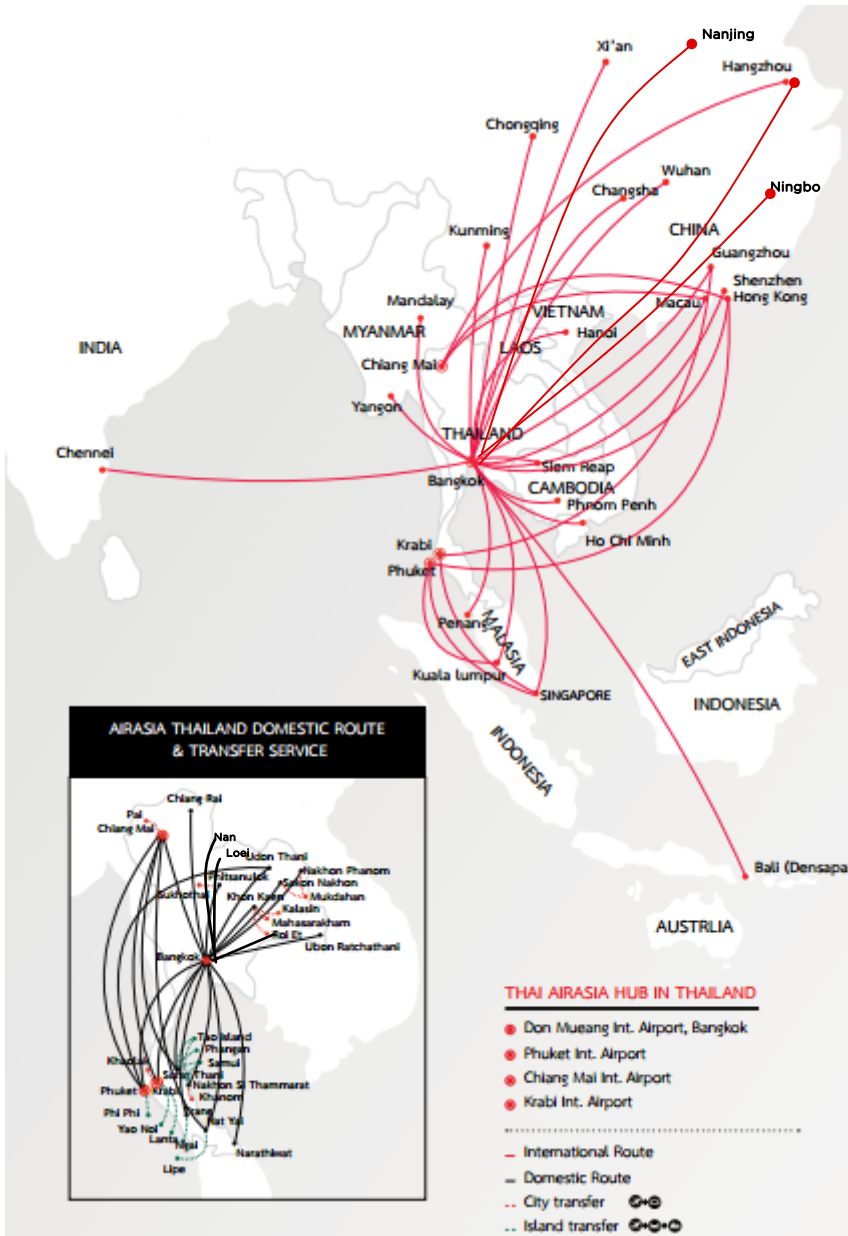 Nanjing
Xi'an
Hangzhou
Chongqing
Wuhan
Changsha
Ningbo
CHINA
Kunming
Guangzhou
Shenzhen
Hong Kong
Macau
Mandalay
VIETNAM
MYANMAR
Hanoi
LAOS
INDIA
Chiang Mai
Yangon
THAILAND
Chennei
Siem Reap
Bangkok
CAMBODIA
Phnom Penh
Ho Chi Minh
Krabi
Phuket
Penang
MALASIA
EAST INDONESIA
Kuala lumpur
SINGAPORE
INDONESIA
INDONESIA
Bali (Densapa
AUSTRLIA
AIRASIA THAILAND DOMESTIC ROUTE
& TRANSFER SERVICE
Chiang Rai
Pai
Chiang Mai
Nan
Loei
Udon Thani
Nakhon Phanom
Phitsanulok
Sakon Nakhon
Sukhothai
Khon Kaen
Mukdahan
Kalasin
Mahasarakham
Roi Et
Ubon Ratchathani
Bangkok
Tao Island
Phangan
Samui
Khaolak
Surat Thani
Phuket
Krabi
Nakhon Si Thammarat
Khanom
Trang
Phi Phi
Hat Yai
Yao Noi
Lanta
Ngai
Narathiwat
Lipe
THAI AIRASIA HUB IN THAILAND
Don Mueang Int. Airport, Bangkok
Phuket Int. Airport
Chiang Mai Int. Airport
Krabi Int. Airport
International Route
Domestic Route
City transfer
Island transfer